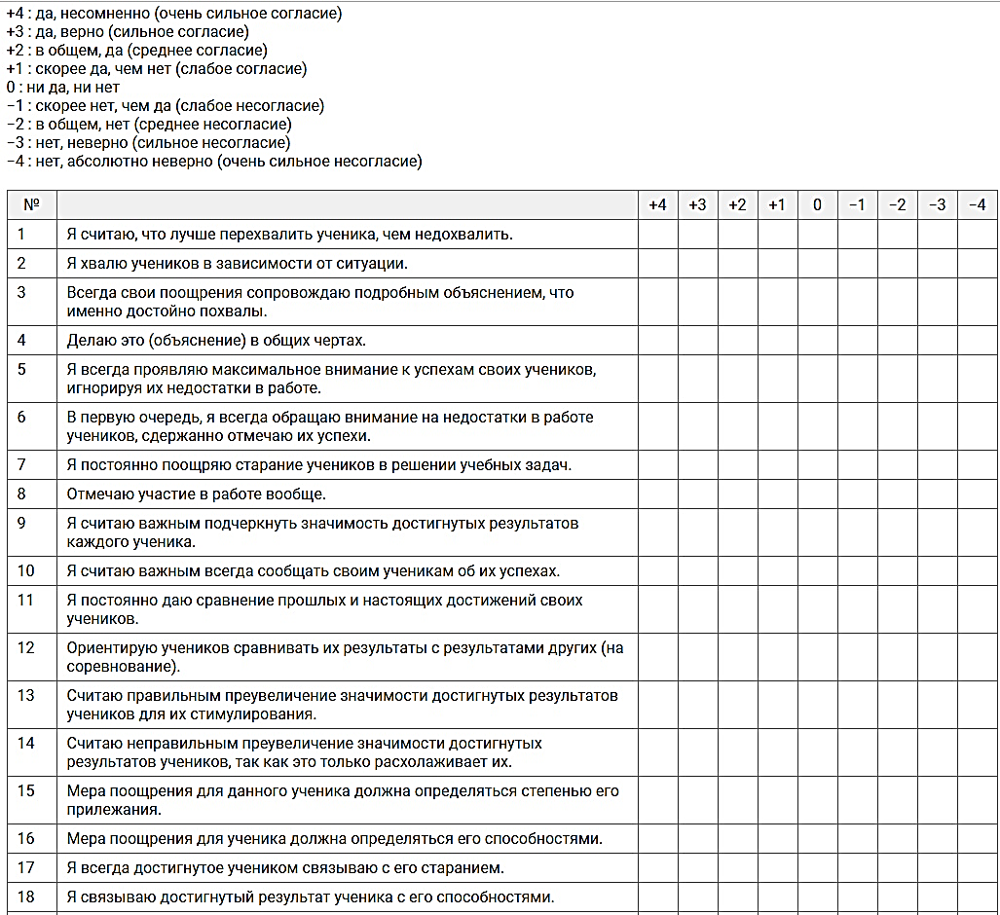 +4 : да, несомненно (очень сильное согласие)
+3 : да, верно (сильное согласие)
+2 : в общем, да (среднее согласие)
+1 : скорее да, чем нет (слабое согласие)
0 : ни да, ни нет
−1 : скорее нет, чем да (слабое несогласие)
−2 : в общем, нет (среднее несогласие)
−3 : нет, неверно (сильное несогласие)
−4 : нет, абсолютно неверно (очень сильное несогласие)
№ +4 +3 +2 +1 0 −1 −2 −3 −4
1 Я считаю, что лучше перехвалить ученика, чем недохвалить.
2 Я хвалю учеников в зависимости от ситуации.
3 Всегда свои поощрения сопровождаю подробным объяснением, что
именно достойно похвалы.
4 Делаю это (объяснение) в общих чертах.
5 Я всегда проявляю максимальное внимание к успехам своих учеников,
игнорируя их недостатки в работе.
6 В первую очередь, я всегда обращаю внимание на недостатки в работе
учеников, сдержанно отмечаю их успехи.
7 Я постоянно поощряю старание учеников в решении учебных задач.
8 Отмечаю участие в работе вообще.
9 Я считаю важным подчеркнуть значимость достигнутых результатов
каждого ученика.
10 Я считаю важным всегда сообщать своим ученикам об их успехах.
11 Я постоянно даю сравнение прошлых и настоящих достижений своих
учеников.
12 Ориентирую учеников сравнивать их результаты с результатами других (на
соревнование).
13 Считаю правильным преувеличение значимости достигнутых результатов
учеников для их стимулирования.
14 Считаю неправильным преувеличение значимости достигнутых
результатов учеников, так как это только расхолаживает их.
15 Мера поощрения для данного ученика должна определяться степенью его
прилежания.
16 Мера поощрения для ученика должна определяться его способностями.
17 Я всегда достигнутое учеником связываю с его старанием.
18 Я связываю достигнутый результат ученика с его способностями.